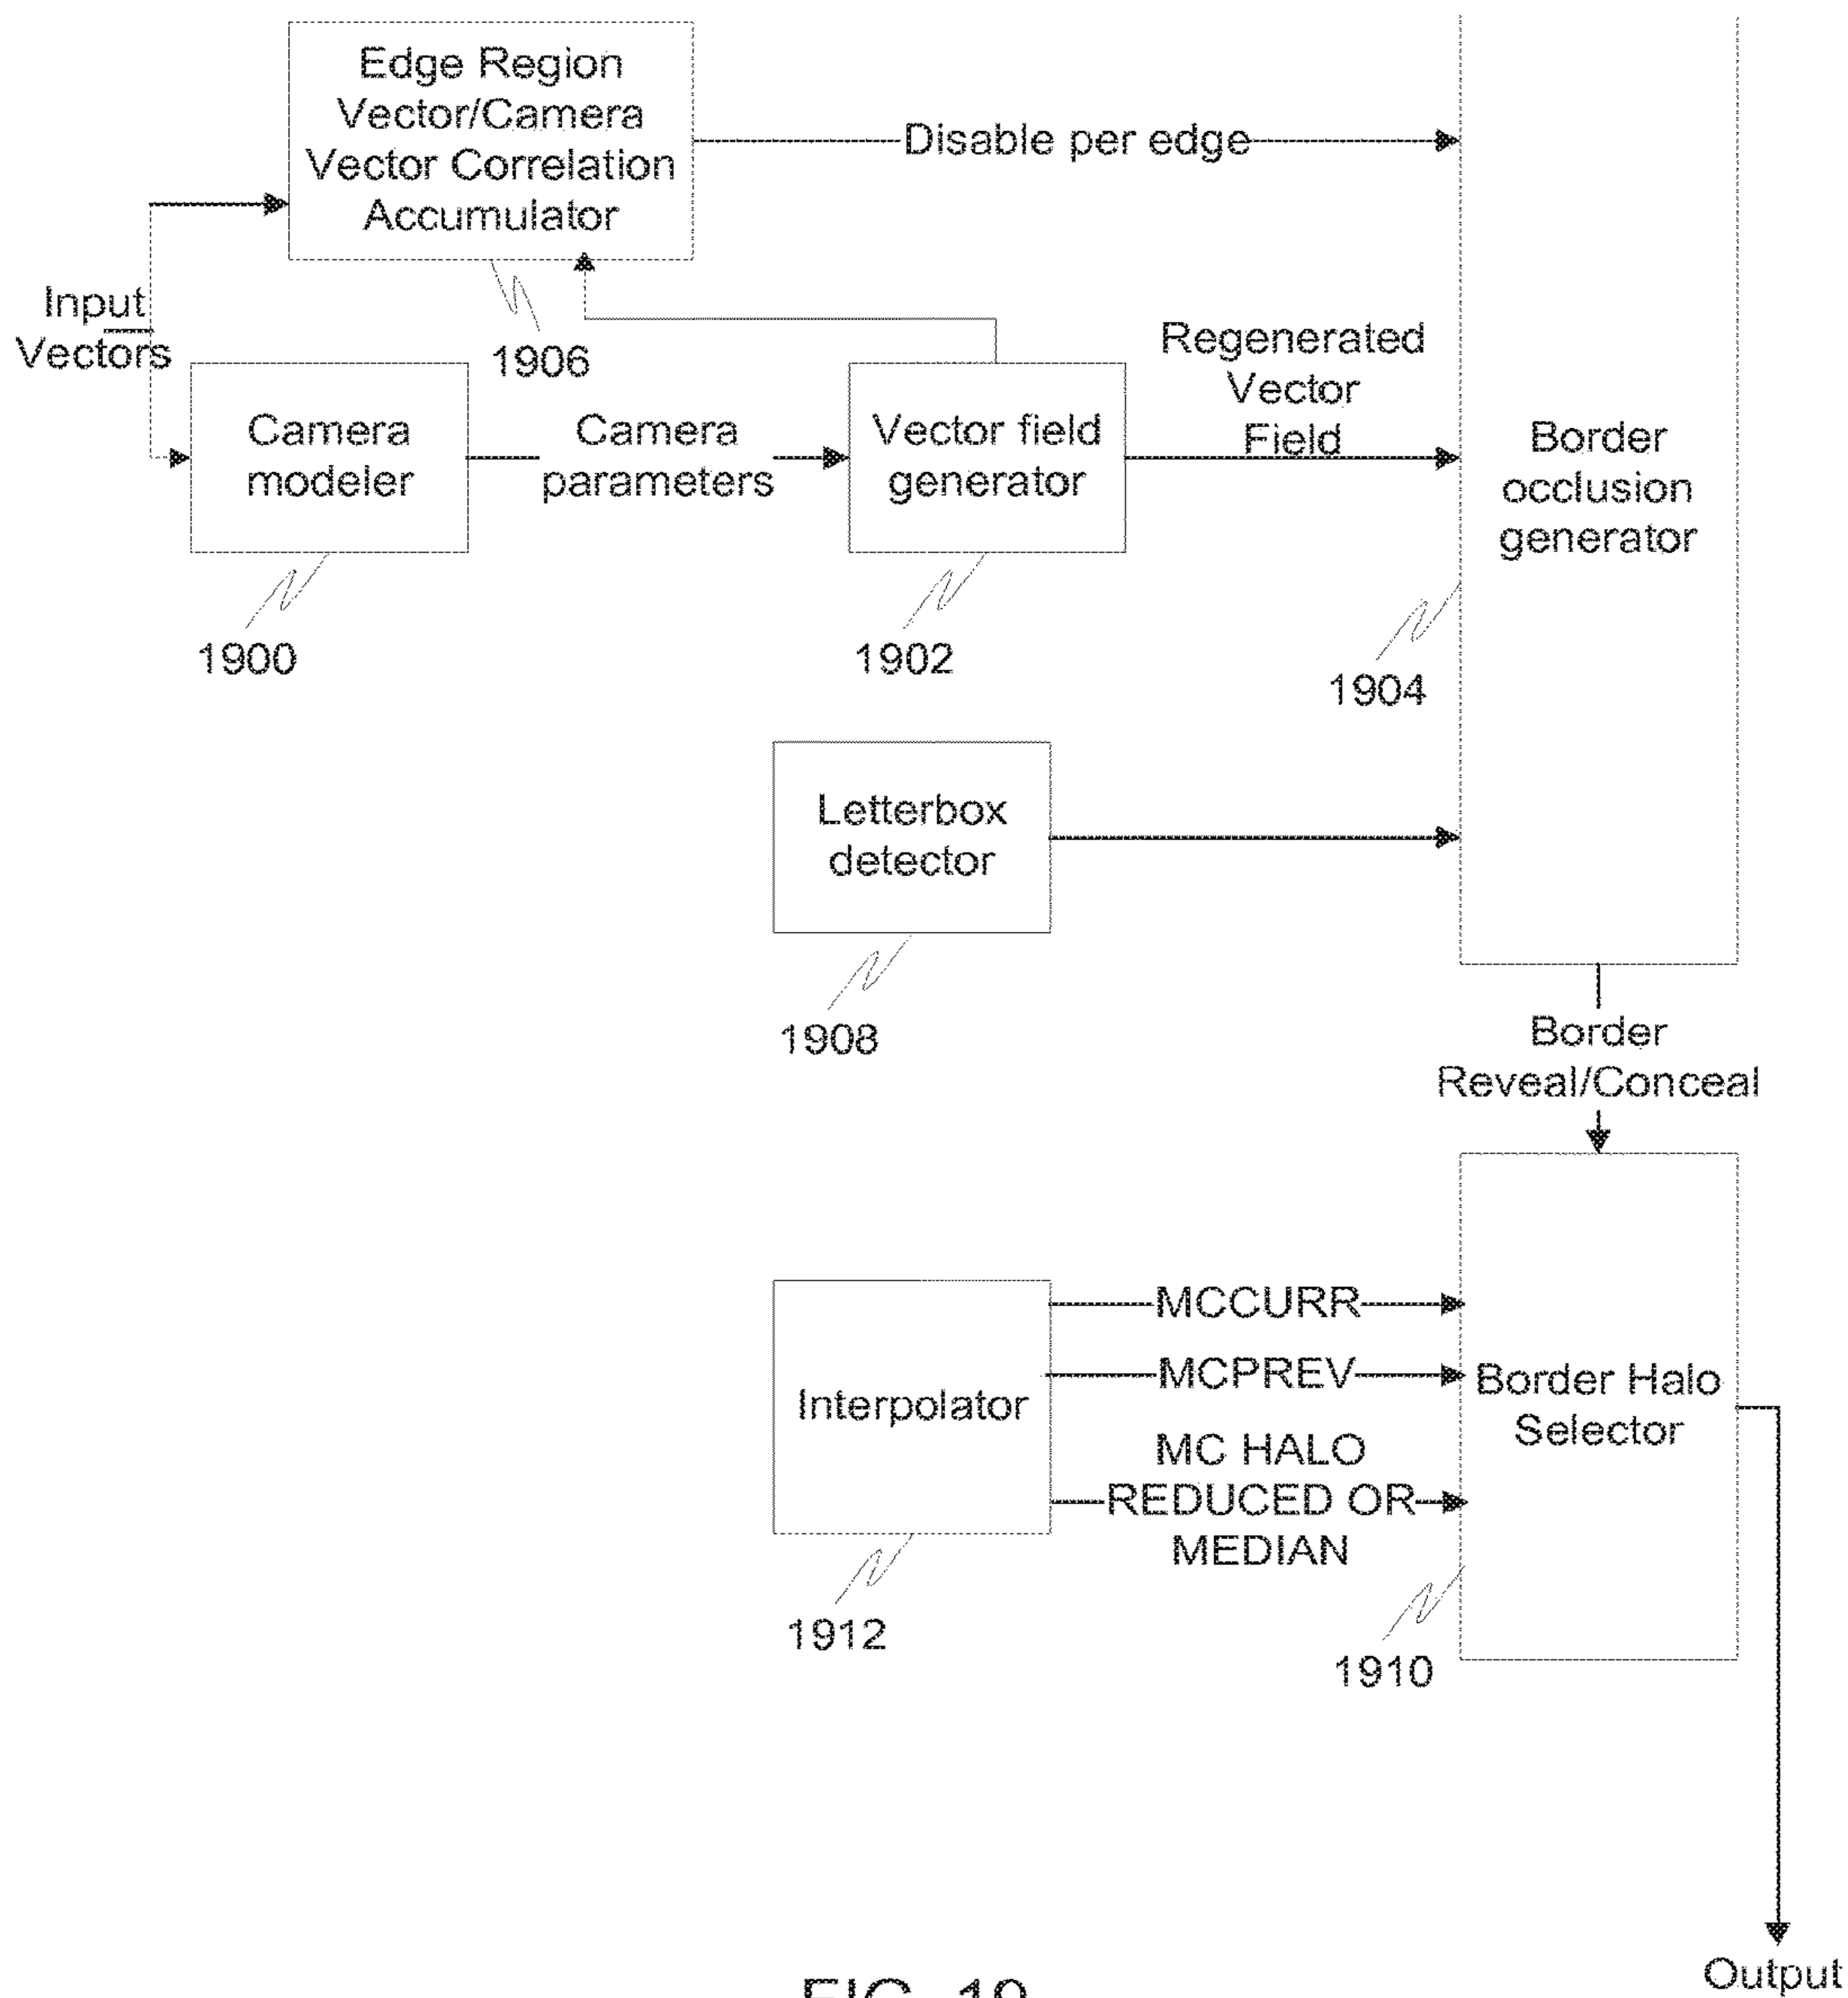 Edge Region
Vector/Camera
Vector Correlation
Accumulator
Disable per edge
Input
Vectors
1906
Regenerated
Vector
Field
Camera
modeler
Camera
parameters
Vector field
generator
Border
occlusion
generator
1900
1902
1904
Letterbox
detector
1908
Border
Reveal/Conceal
Interpolator
MCCURR
MCPREV
MC HALO
REDUCED OR
MEDIAN
Border Halo
Selector
1912
1910
Output
FIG. 19